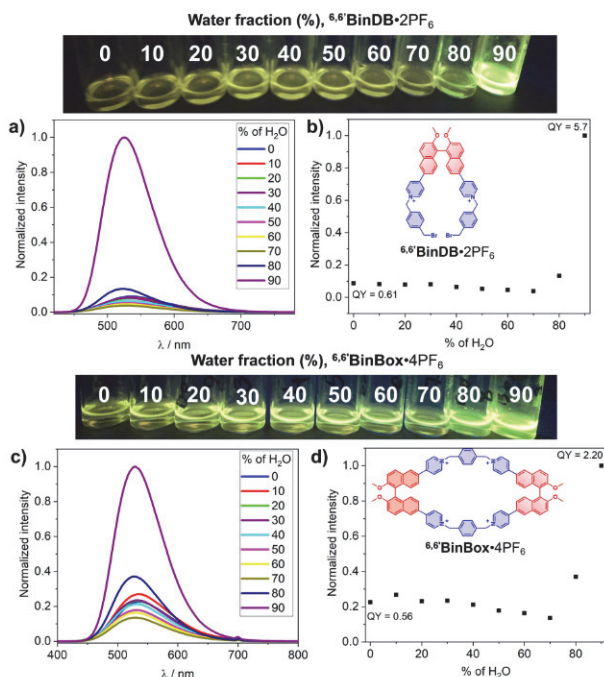 Water fraction (%), 6,6'BinDB•2PF6
0 10 20 30 40 50 60 70 80 90
a)
Normalized intensity
1.0
0.8
0.6
0.4
0.2
0.0
500
600
700
λ / nm
% of H2O
0
10
20
30
40
50
60
70
80
90
b)
Normalized intensity
1.0
0.8
0.6
0.4
0.2
0.0
0 20 40 60 80
% of H2O
QY = 5.7
QY = 0.61
O
O
N
+
N
+
Br
Br
6,6'BinDB•2PF6
Water fraction (%), 6,6'BinBox•4PF6
0 10 20 30 40 50 60 70 80 90
c)
Normalized intensity
1.0
0.8
0.6
0.4
0.2
0.0
400 500 600 700 800
λ / nm
% of H2O
0
10
20
30
40
50
60
70
80
90
d)
Normalized intensity
1.0
0.8
0.6
0.4
0.2
0.0
0 20 40 60 80
% of H2O
QY = 2.20
QY = 0.56
6,6'BinBox•4PF6